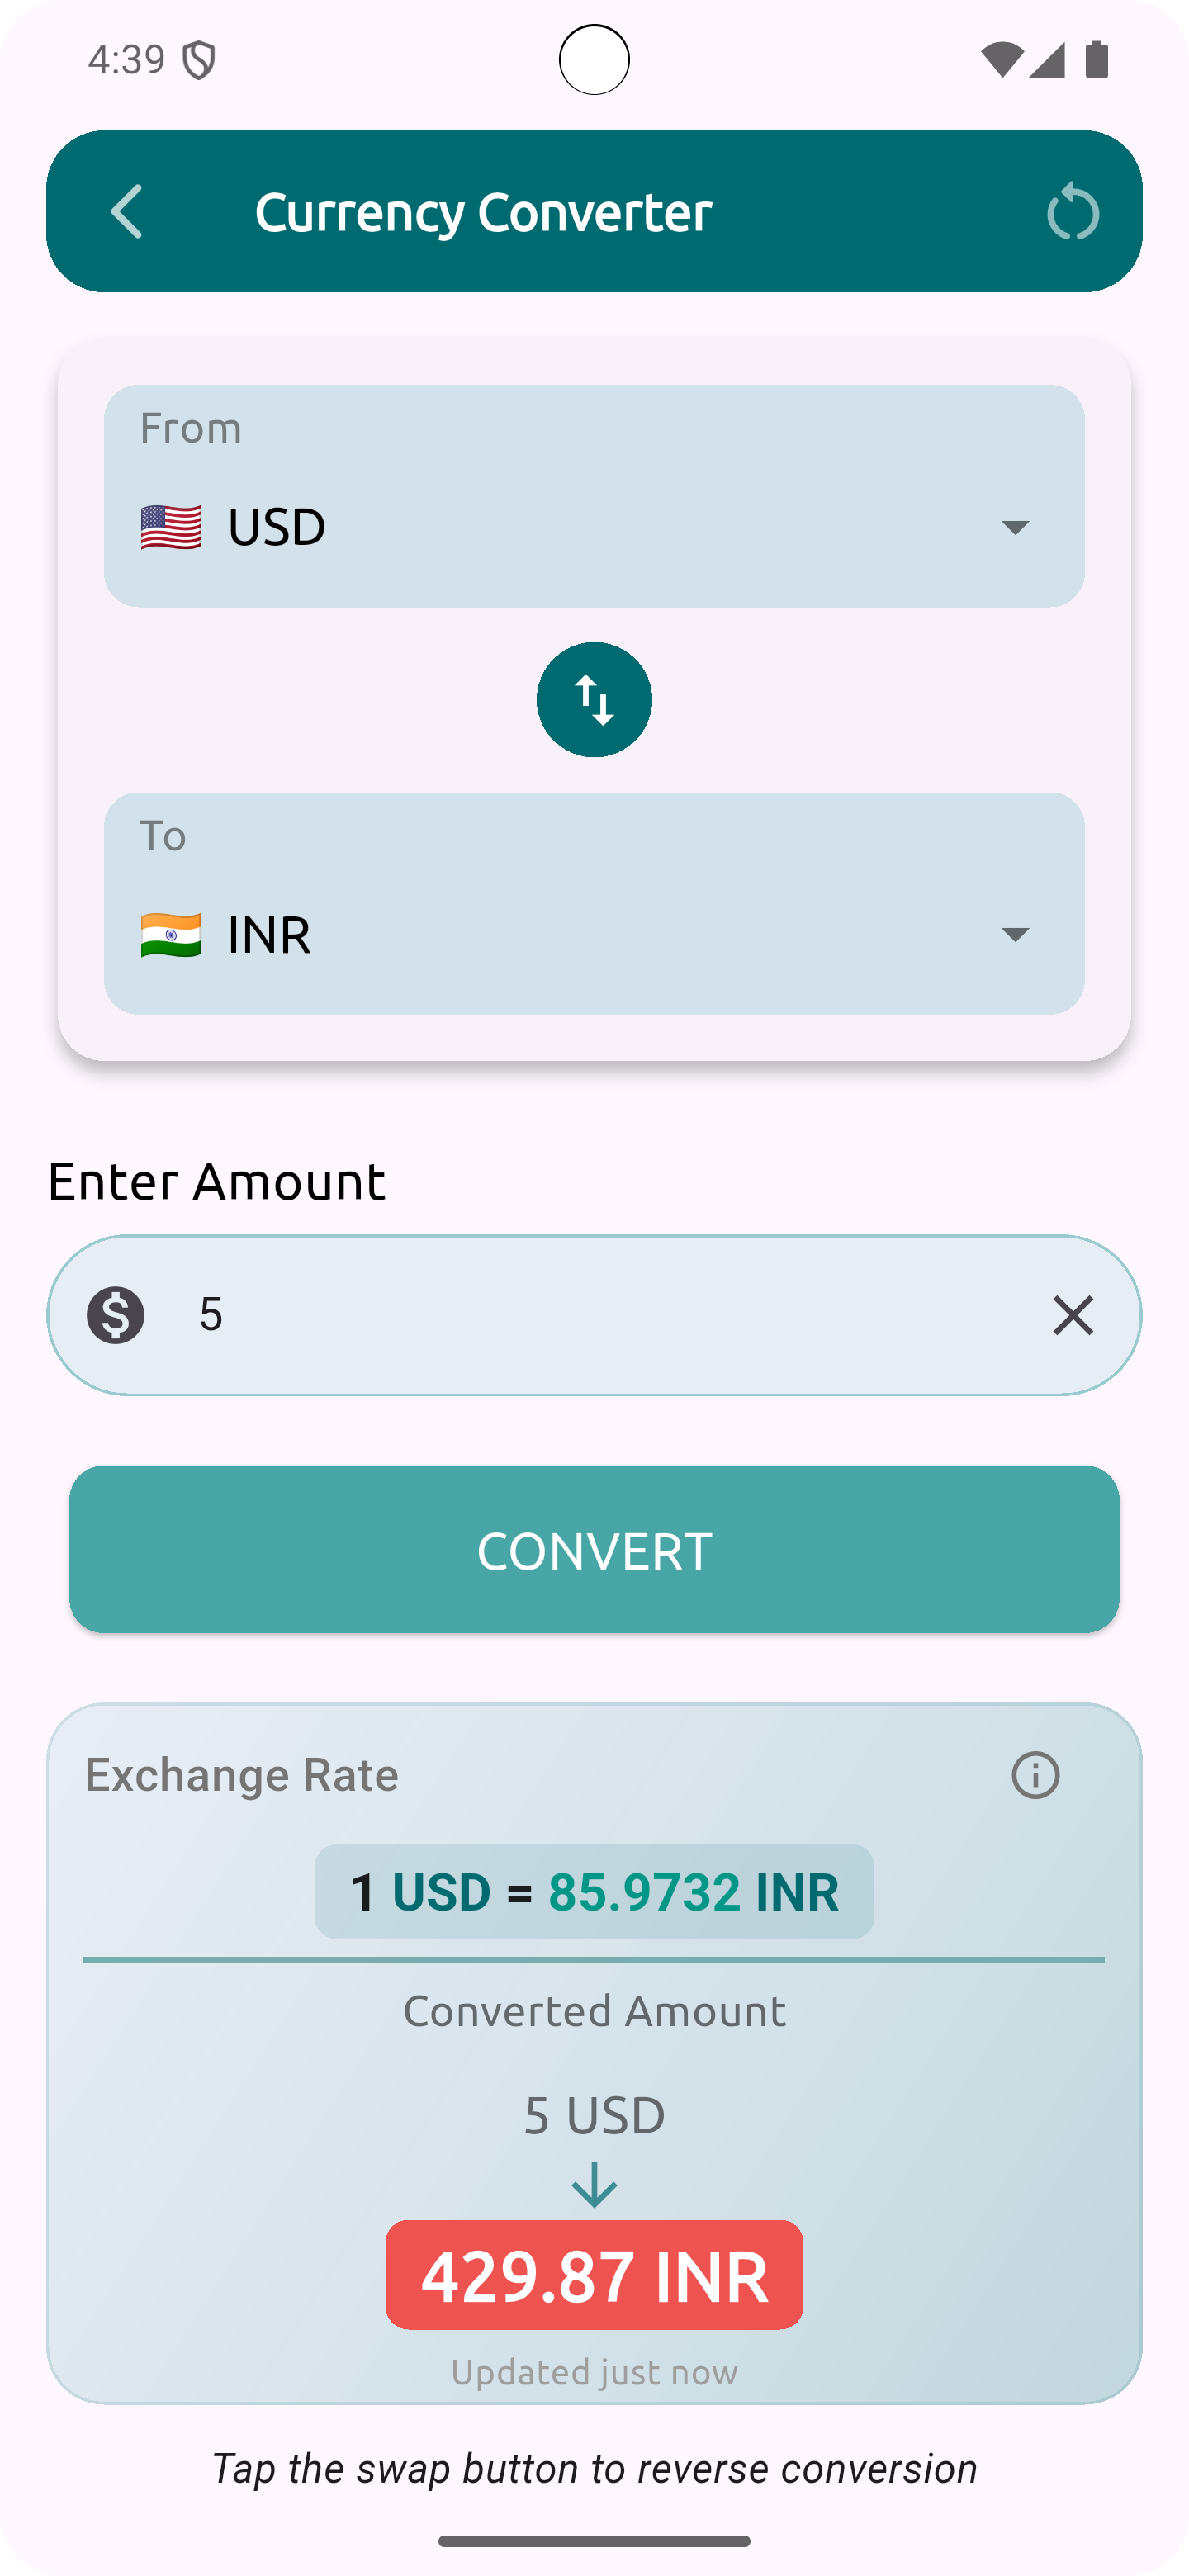 4:39
Currency Converter
From
USD
To
INR
Enter Amount
$ 5
CONVERT
Exchange Rate
1 USD = 85.9732 INR
Converted Amount
5 USD
429.87 INR
Updated just now
Tap the swap button to reverse conversion